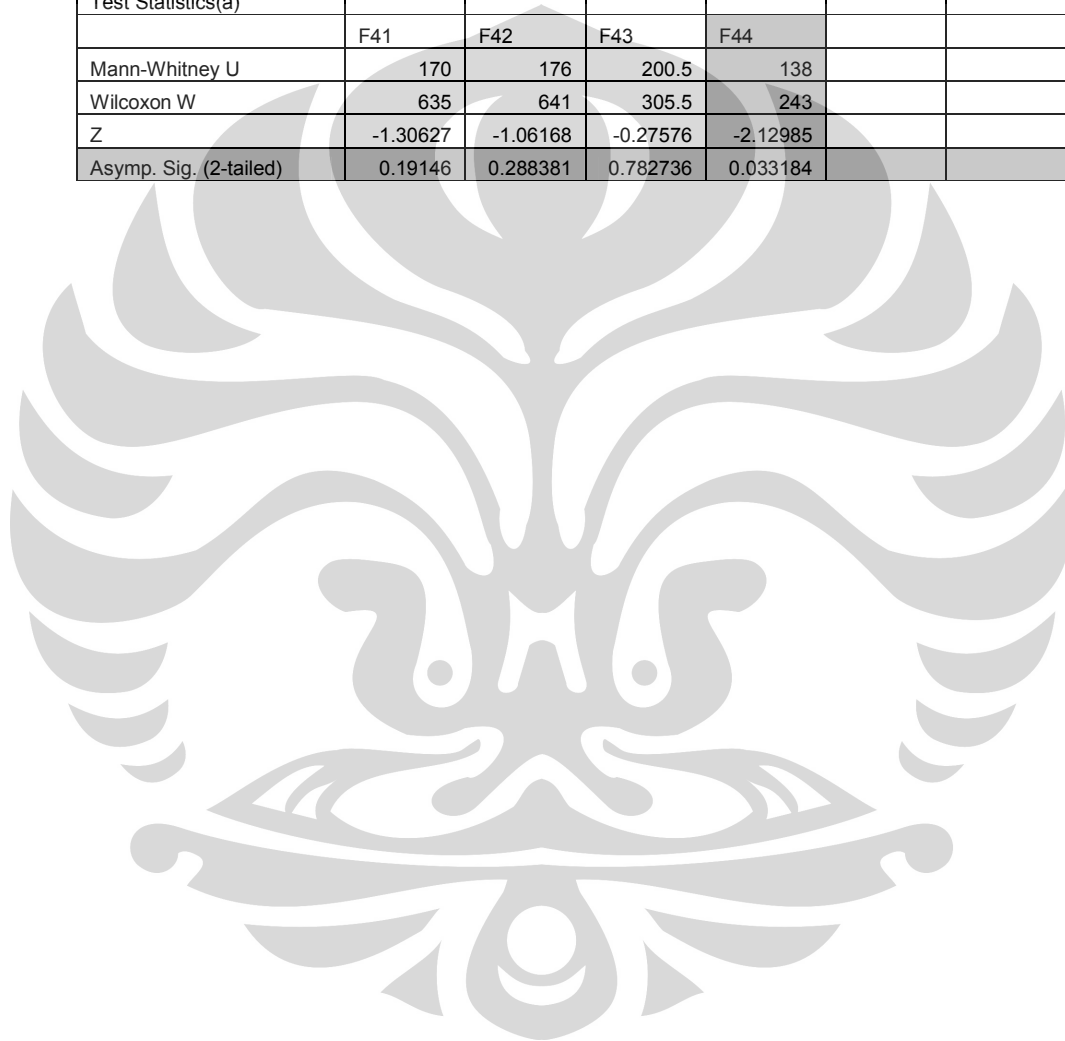 Test Statistics(a)
F41 F42 F43 F44
Mann-Whitney U 170 176 200.5 138
Wilcoxon W 635 641 305.5 243
Z -1.30627 -1.06168 -0.27576 -2.12985
Asymp. Sig. (2-tailed) 0.19146 0.288381 0.782736 0.033184